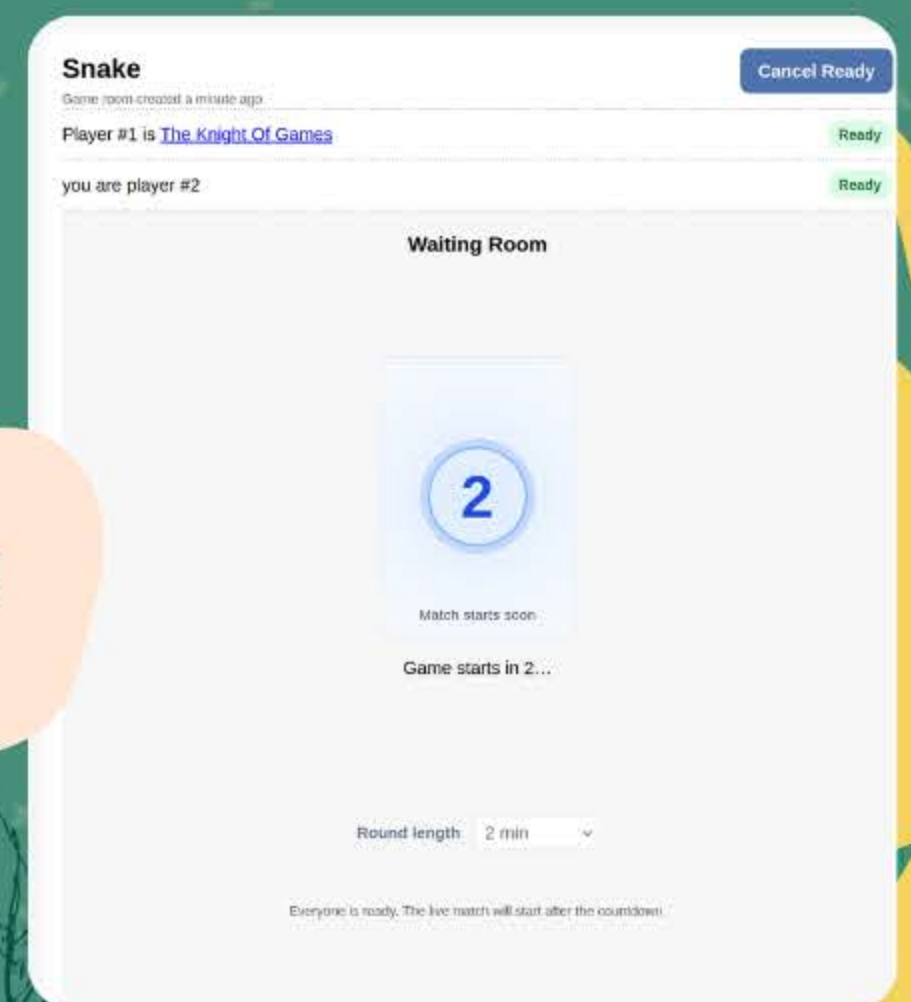 Snake
Cancel Ready
Game room created a minute ago
Player #1 is The Knight Of Games
Ready
you are player #2
Ready
Waiting Room
2
Match starts soon
Game starts in 2...
Round length
2 min
Everyone is ready. The live match will start after the countdown.